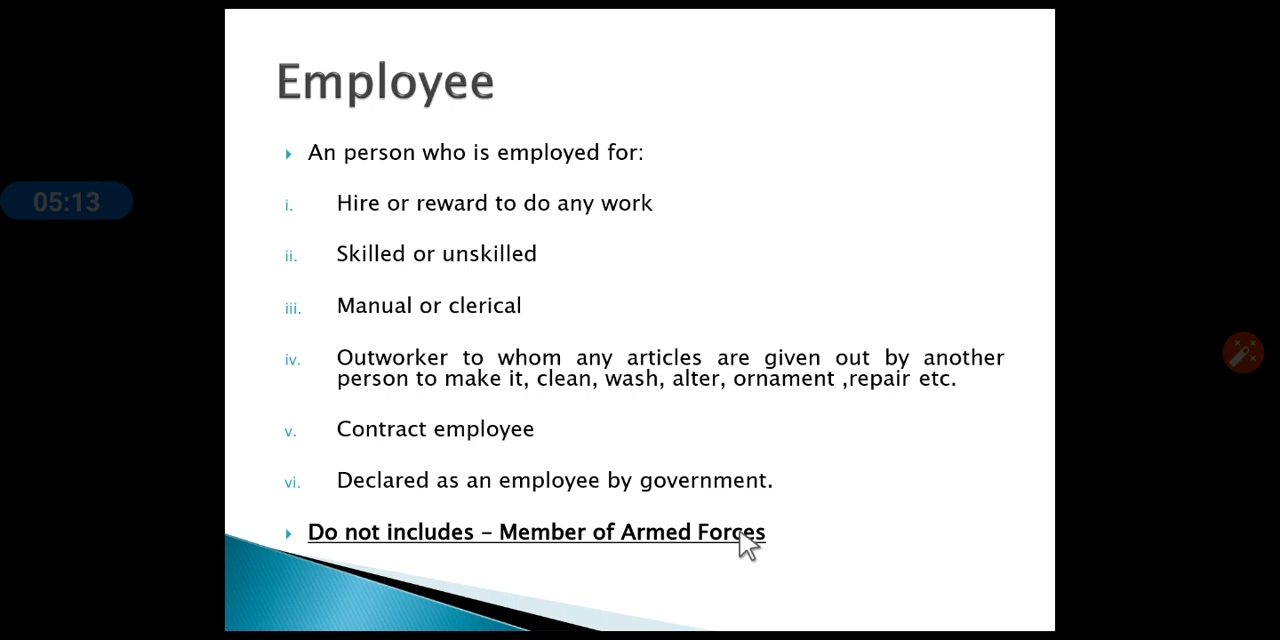 Employee
An person who is employed for:
05:13
i. Hire or reward to do any work
ii. Skilled or unskilled
iii. Manual or clerical
iv. Outworker to whom any articles are given out by another
person to make it, clean, wash, alter, ornament ,repair etc.
v. Contract employee
vi. Declared as an employee by government.
Do not includes – Member of Armed Forces